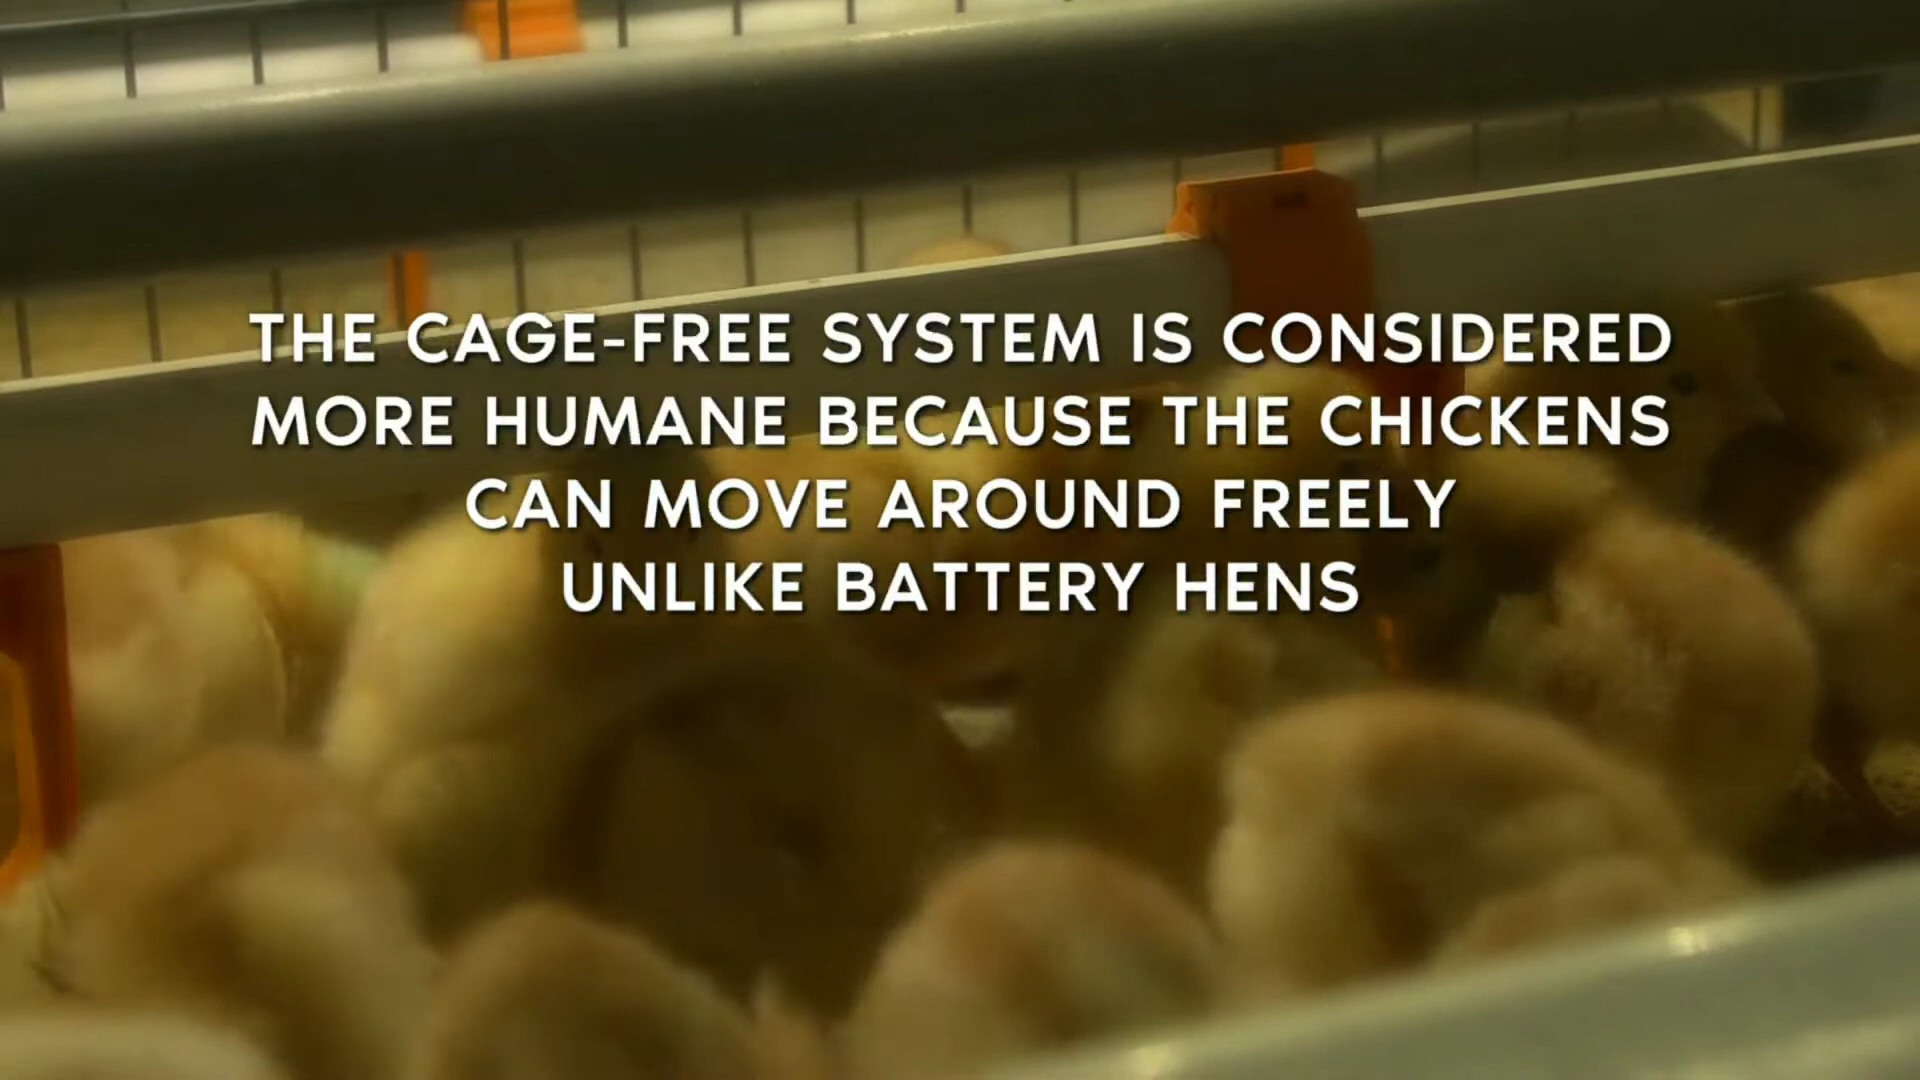 THE CAGE-FREE SYSTEM IS CONSIDERED
MORE HUMANE BECAUSE THE CHICKENS
CAN MOVE AROUND FREELY
UNLIKE BATTERY HENS